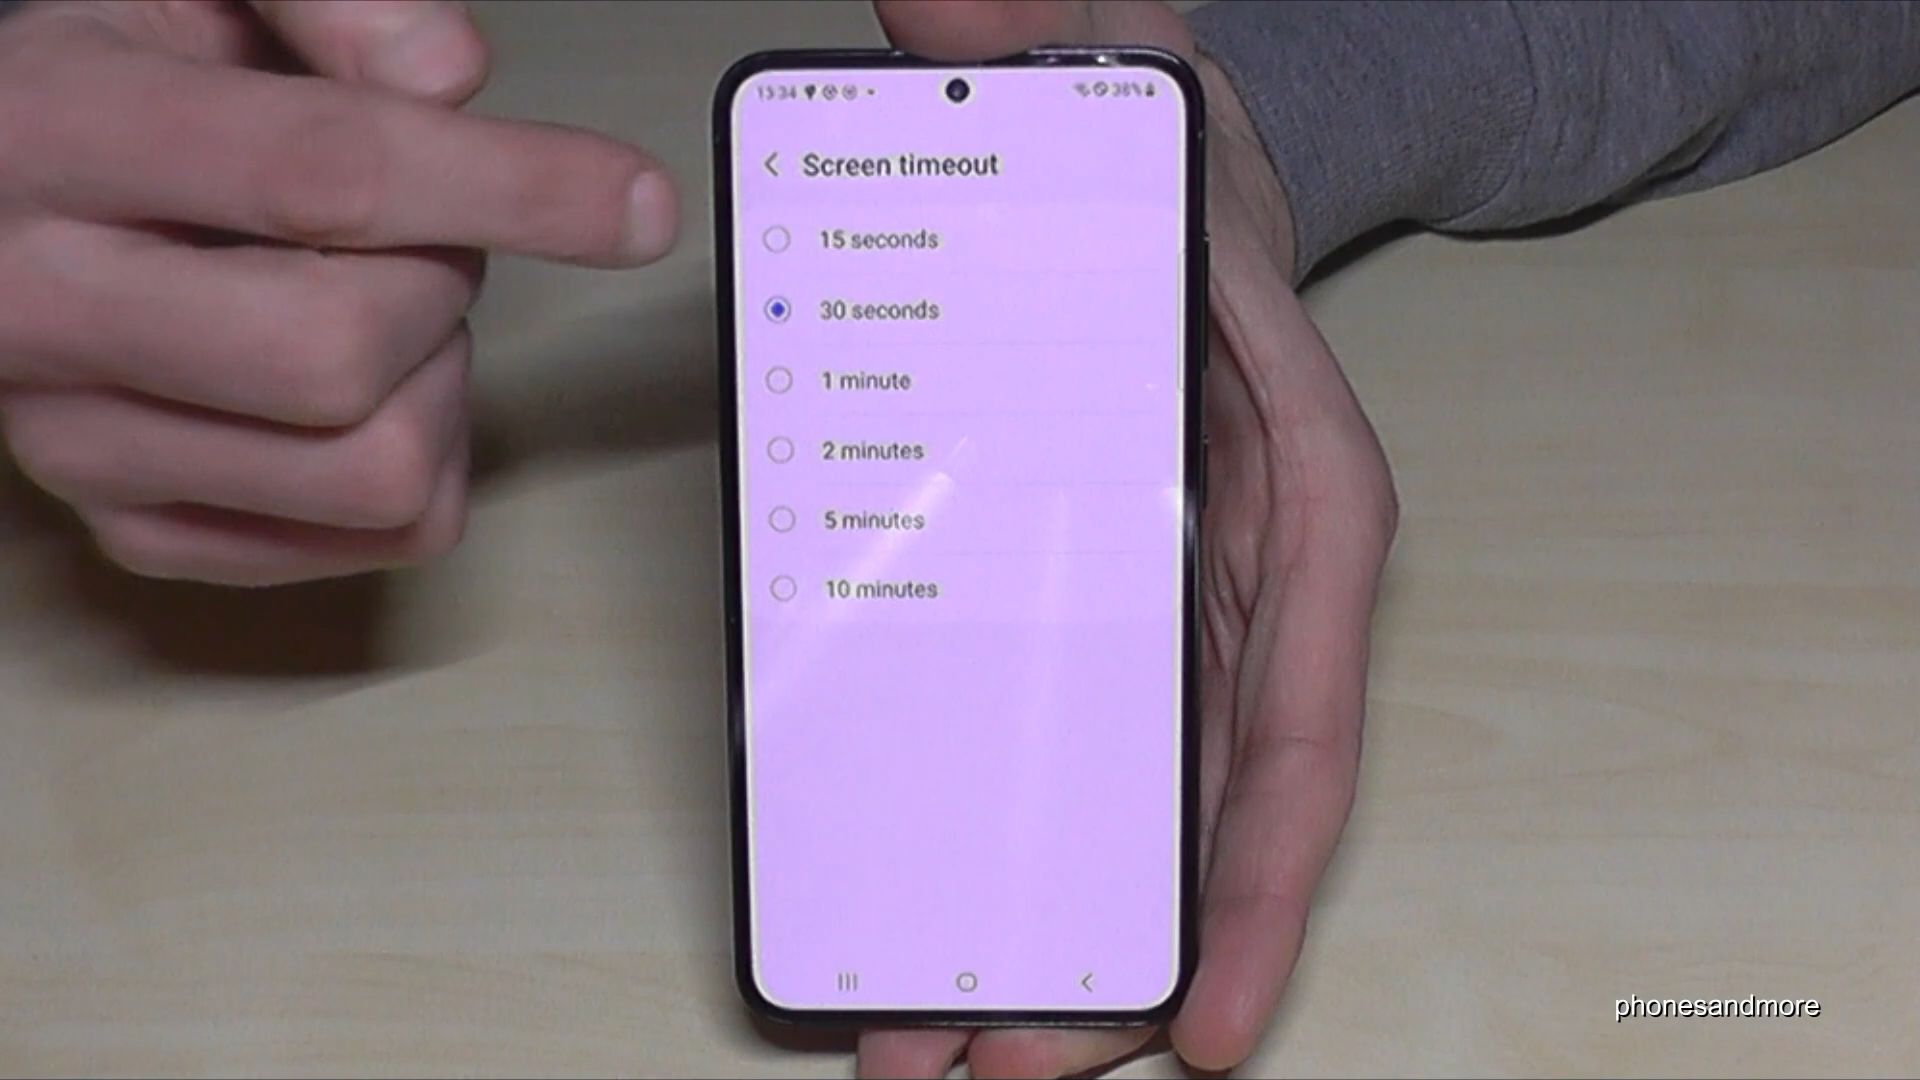 13:34 38%
Screen timeout
15 seconds
30 seconds
1 minute
2 minutes
5 minutes
10 minutes
phonesandmore